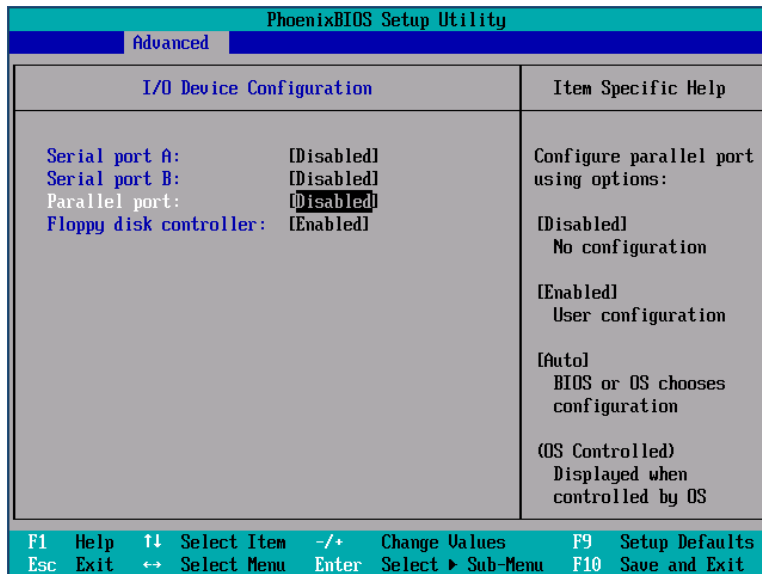 PhoenixBIOS Setup Utility
Advanced
I/O Device Configuration
Serial port A: [Disabled]
Serial port B: [Disabled]
Parallel port: [Disabled]
Floppy disk controller: [Enabled]
Item Specific Help
Configure parallel port
using options:
[Disabled]
No configuration
[Enabled]
User configuration
[Auto]
BIOS or OS chooses
configuration
(OS Controlled)
Displayed when
controlled by OS
F1 Help ↑↓ Select Item -/+ Change Values F9 Setup Defaults
Esc Exit ↔ Select Menu Enter Select ▶ Sub-Menu F10 Save and Exit